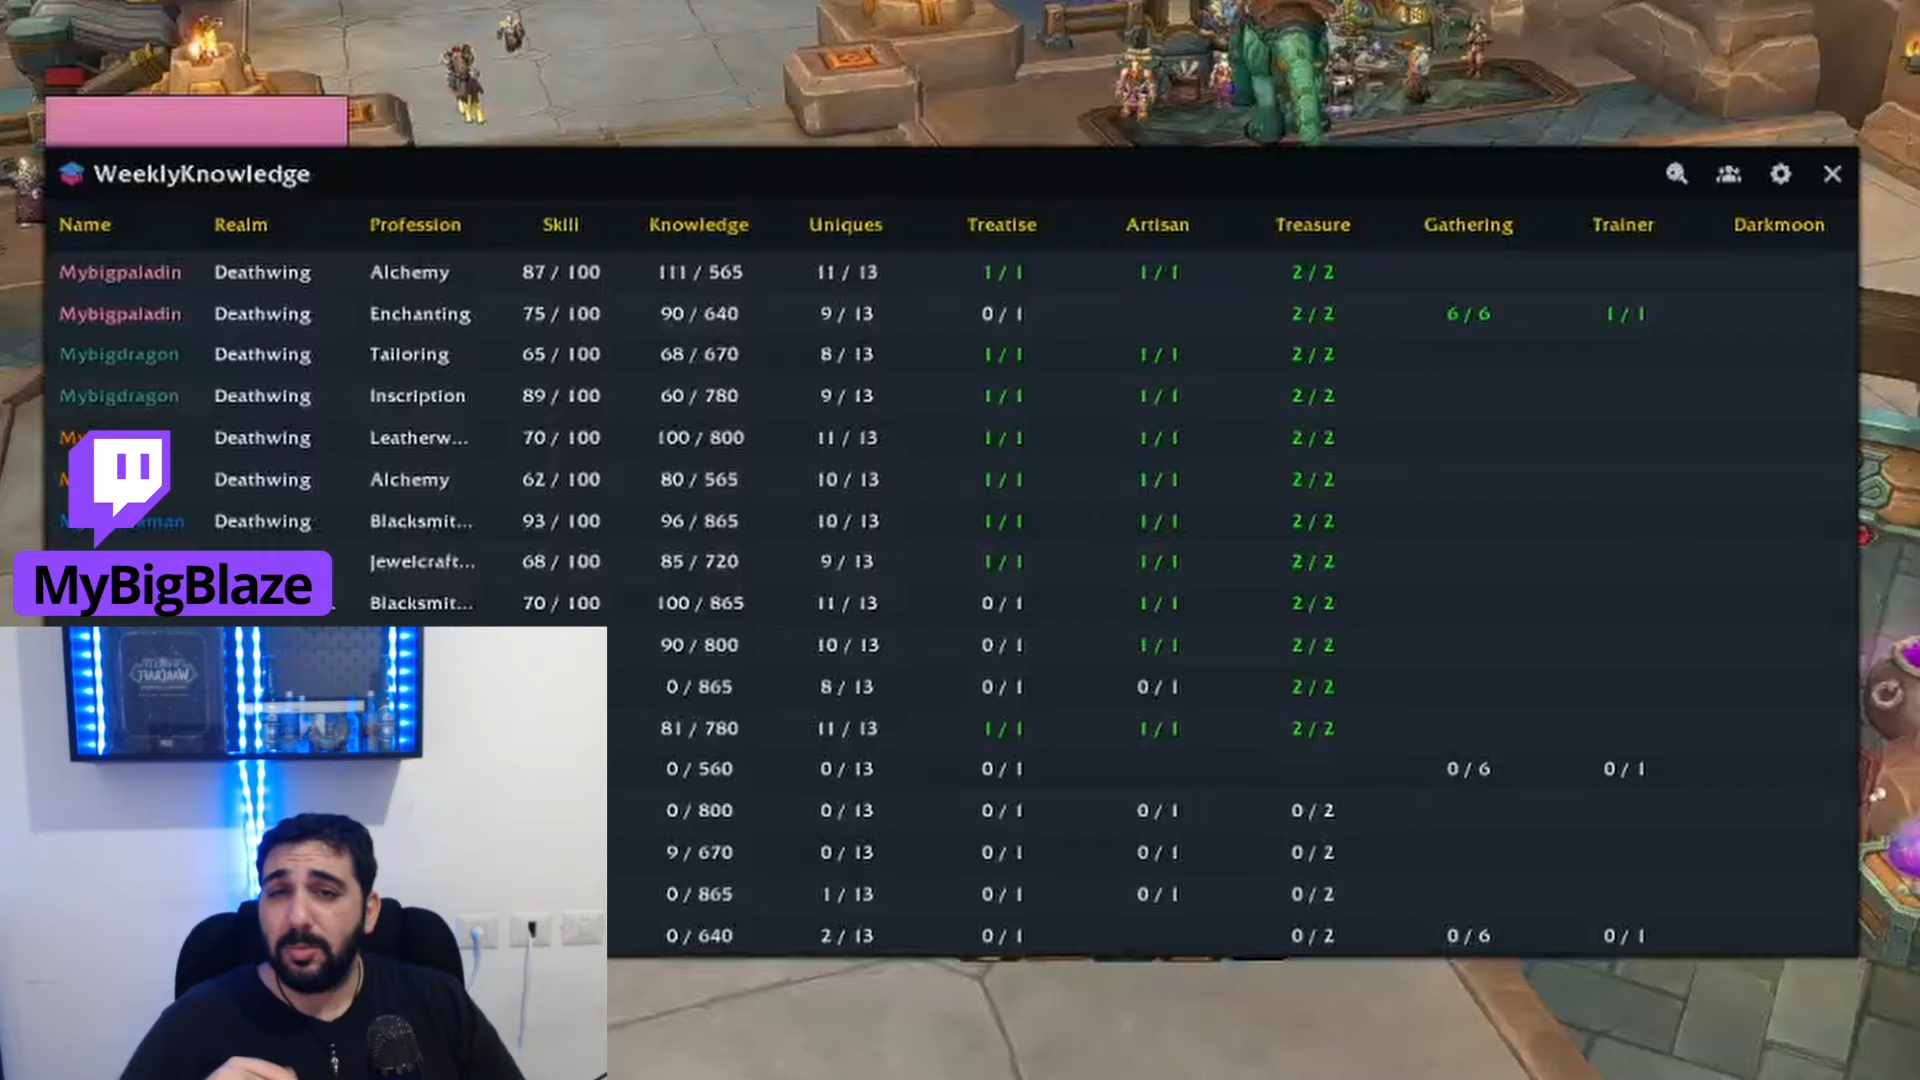 WeeklyKnowledge
Name Realm Profession Skill Knowledge Uniques Treatise Artisan Treasure Gathering Trainer Darkmoon
Mybigpaladin Deathwing Alchemy 87 / 100 111 / 565 11 / 13 1 / 1 1 / 1 2 / 2
Mybigpaladin Deathwing Enchanting 75 / 100 90 / 640 9 / 13 0 / 1 2 / 2 6 / 6 1 / 1
Mybigdragon Deathwing Tailoring 65 / 100 68 / 670 8 / 13 1 / 1 1 / 1 2 / 2
Mybigdragon Deathwing Inscription 89 / 100 60 / 780 9 / 13 1 / 1 1 / 1 2 / 2
Deathwing Leatherw... 70 / 100 100 / 800 11 / 13 1 / 1 1 / 1 2 / 2
Deathwing Alchemy 62 / 100 80 / 565 10 / 13 1 / 1 1 / 1 2 / 2
Deathwing Blacksmit... 93 / 100 96 / 865 10 / 13 1 / 1 1 / 1 2 / 2
Jewelcraft... 68 / 100 85 / 720 9 / 13 1 / 1 1 / 1 2 / 2
MyBigBlaze
Blacksmit... 70 / 100 100 / 865 11 / 13 0 / 1 1 / 1 2 / 2
90 / 800 10 / 13 0 / 1 1 / 1 2 / 2
0 / 865 8 / 13 0 / 1 0 / 1 2 / 2
81 / 780 11 / 13 1 / 1 1 / 1 2 / 2
0 / 560 0 / 13 0 / 1 0 / 6 0 / 1
0 / 800 0 / 13 0 / 1 0 / 1 0 / 2
9 / 670 0 / 13 0 / 1 0 / 1 0 / 2
0 / 865 1 / 13 0 / 1 0 / 1 0 / 2
0 / 640 2 / 13 0 / 1 0 / 2 0 / 6 0 / 1
WARCRAFT